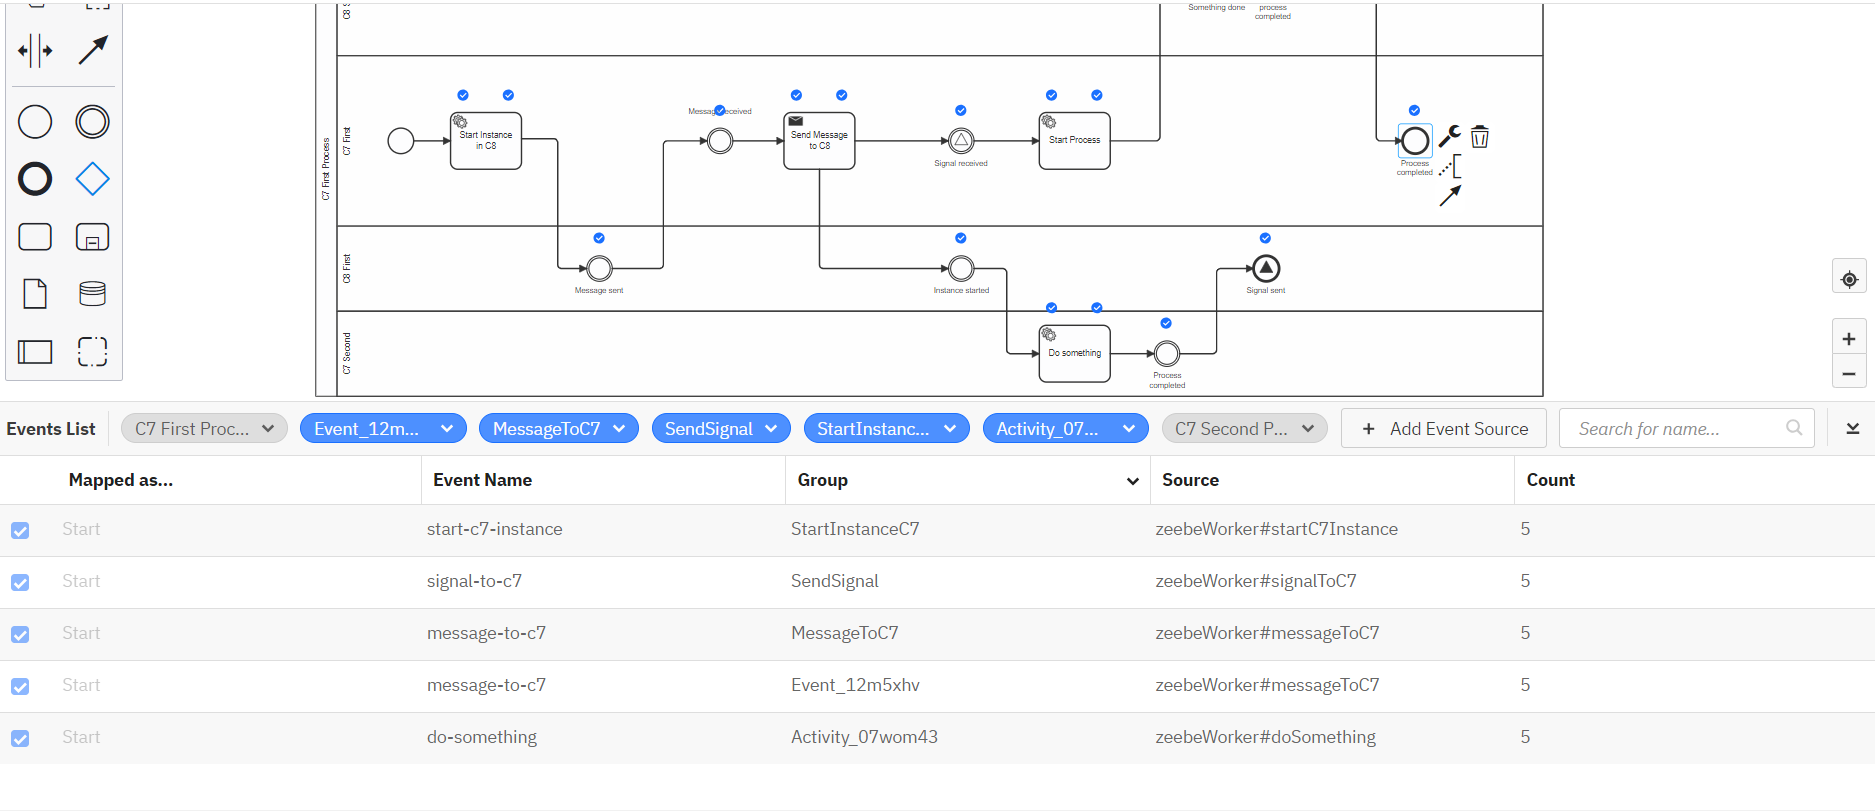 C8 S
Something done
process
completed
C7 First Process
C7 First
Start Instance
in C8
Message received
Send Message
to C8
Signal received
Start Process
Process
completed
C8 First
Message sent
Instance started
Signal sent
C7 Second
Do something
Process
completed
Events List
C7 First Proc...
Event_12m...
MessageToC7
SendSignal
StartInstanc...
Activity_07...
C7 Second P...
+ Add Event Source
Search for name...
Mapped as... Event Name Group Source Count
Start start-c7-instance StartInstanceC7 zeebeWorker#startC7Instance 5
Start signal-to-c7 SendSignal zeebeWorker#signalToC7 5
Start message-to-c7 MessageToC7 zeebeWorker#messageToC7 5
Start message-to-c7 Event_12m5xhv zeebeWorker#messageToC7 5
Start do-something Activity_07wom43 zeebeWorker#doSomething 5